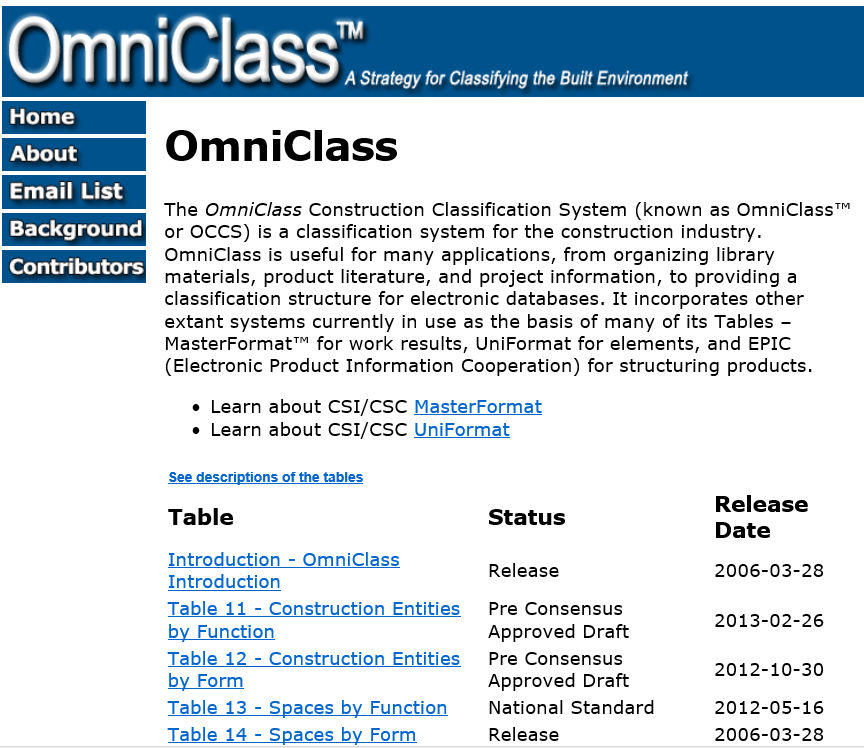 OmniClass™
A Strategy for Classifying the Built Environment
Home
About
Email List
Background
Contributors
OmniClass
The OmniClass Construction Classification System (known as OmniClass™
or OCCS) is a classification system for the construction industry.
OmniClass is useful for many applications, from organizing library
materials, product literature, and project information, to providing a
classification structure for electronic databases. It incorporates other
extant systems currently in use as the basis of many of its Tables –
MasterFormat™ for work results, UniFormat for elements, and EPIC
(Electronic Product Information Cooperation) for structuring products.
• Learn about CSI/CSC MasterFormat
• Learn about CSI/CSC UniFormat
See descriptions of the tables
Table Status Release Date
Introduction - OmniClass
Introduction Release 2006-03-28
Table 11 - Construction Entities
by Function Pre Consensus
Approved Draft 2013-02-26
Table 12 - Construction Entities
by Form Pre Consensus
Approved Draft 2012-10-30
Table 13 - Spaces by Function National Standard 2012-05-16
Table 14 - Spaces by Form Release 2006-03-28